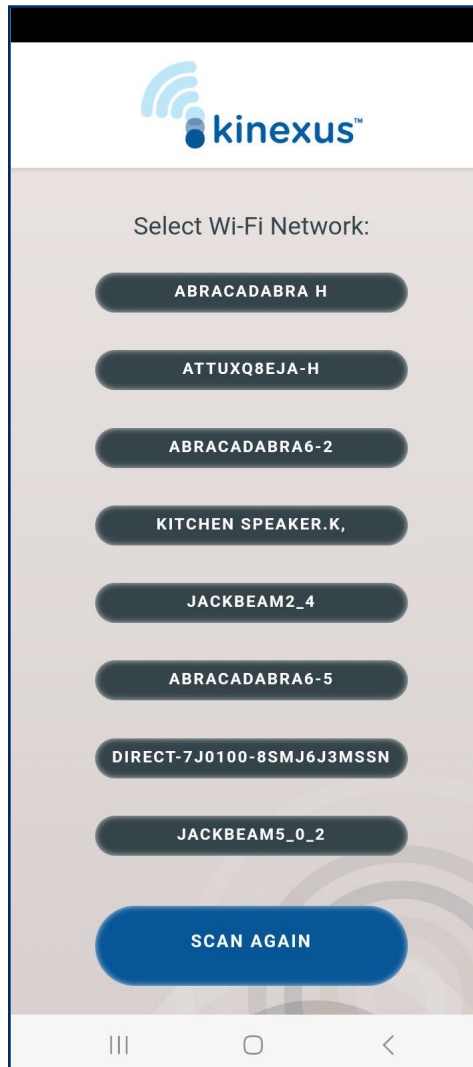 kinexus™
Select Wi-Fi Network:
ABRACADABRA H
ATTUXQ8EJA-H
ABRACADABRA6-2
KITCHEN SPEAKER.K,
JACKBEAM2_4
ABRACADABRA6-5
DIRECT-7J0100-8SMJ6J3MSSN
JACKBEAM5_0_2
SCAN AGAIN